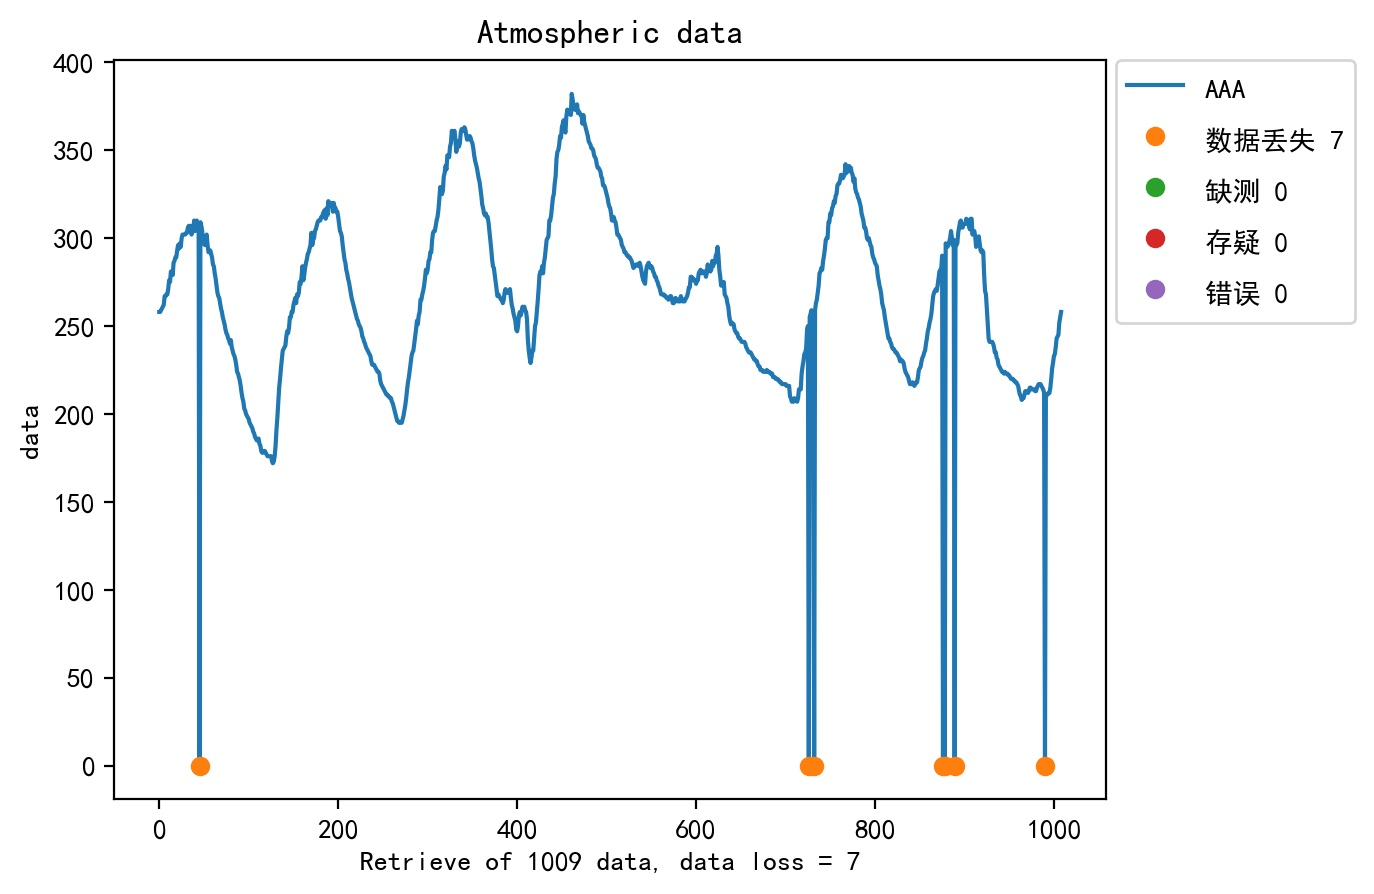 Atmospheric data
400
350
300
250
200
150
100
50
0
data
0 200 400 600 800 1000
Retrieve of 1009 data, data loss = 7
AAA
数据丢失 7
缺测 0
存疑 0
错误 0